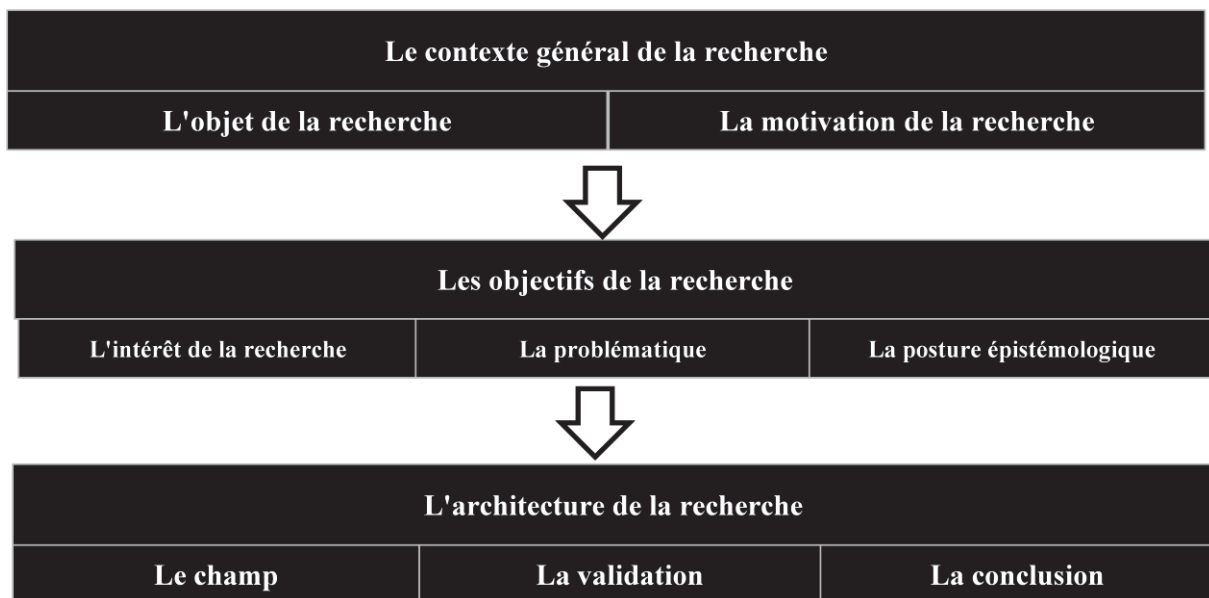 Le contexte général de la recherche
L'objet de la recherche
La motivation de la recherche
Les objectifs de la recherche
L'intérêt de la recherche
La problématique
La posture épistémologique
L'architecture de la recherche
Le champ
La validation
La conclusion